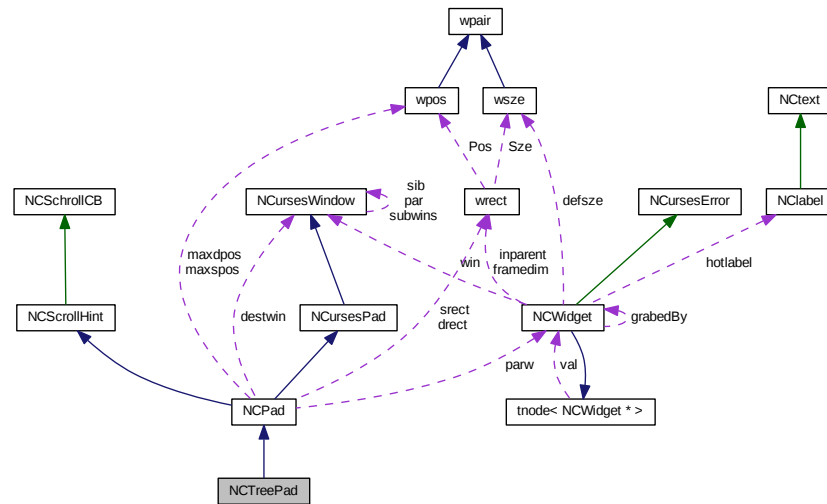 wpair
wpos
wsze
NCtext
Pos
Sze
sib
par
subwins
NCSchrollCB
NCursesWindow
wrect
defsze
NCursesError
NClabel
maxdpos
maxspos
destwin
win
inparent
framedim
hotlabel
NCScrollHint
NCursesPad
srect
drect
NCWidget
grabedBy
parw
val
NCPad
tnode< NCWidget * >
NCTreePad